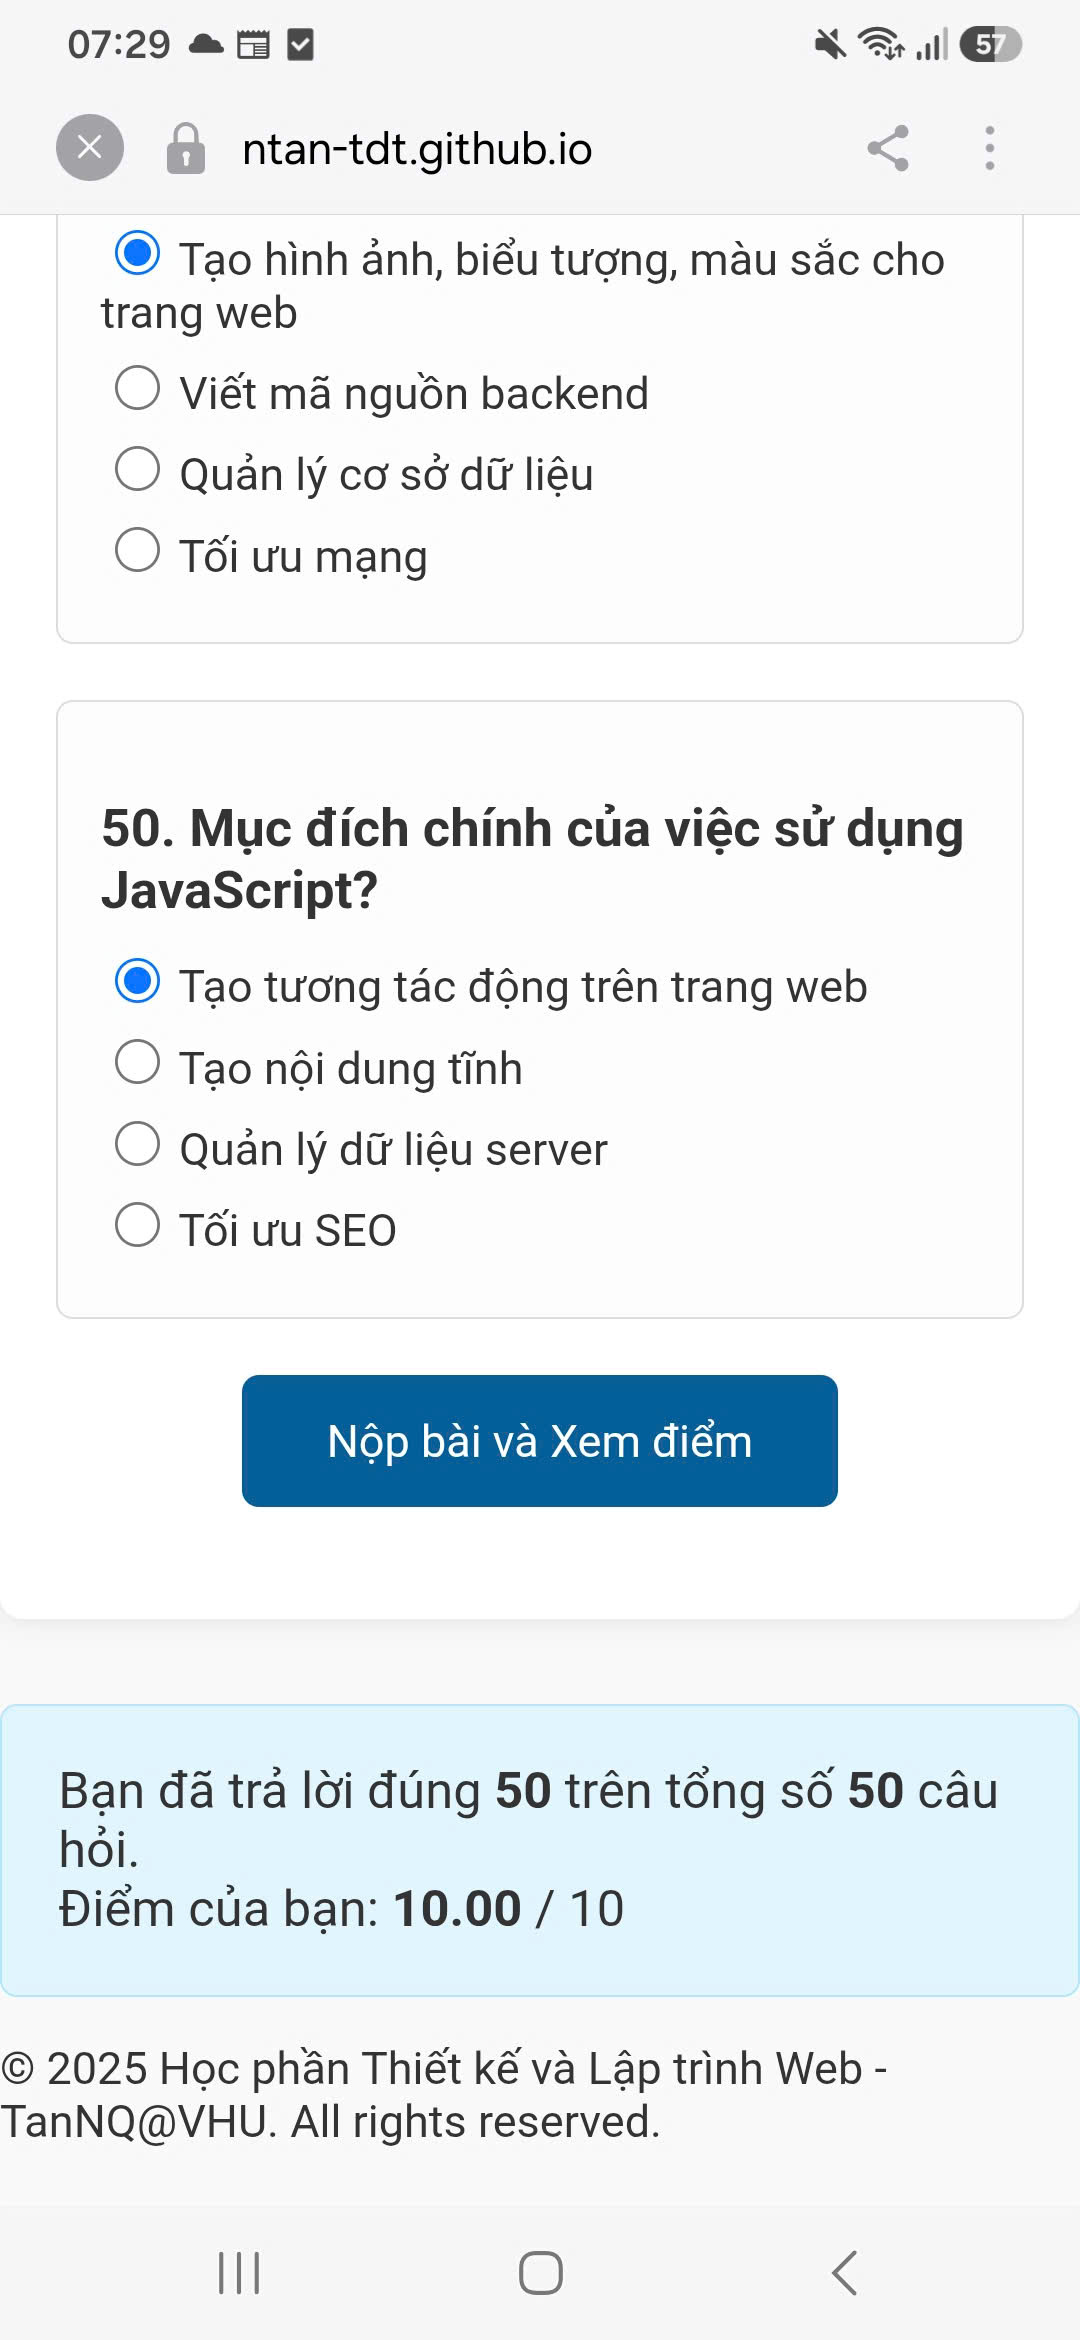 07:29
57
ntan-tdt.github.io
Tạo hình ảnh, biểu tượng, màu sắc cho
trang web
Viết mã nguồn backend
Quản lý cơ sở dữ liệu
Tối ưu mạng
50. Mục đích chính của việc sử dụng
JavaScript?
Tạo tương tác động trên trang web
Tạo nội dung tĩnh
Quản lý dữ liệu server
Tối ưu SEO
Nộp bài và Xem điểm
Bạn đã trả lời đúng 50 trên tổng số 50 câu
hỏi.
Điểm của bạn: 10.00 / 10
© 2025 Học phần Thiết kế và Lập trình Web -
TanNQ@VHU. All rights reserved.